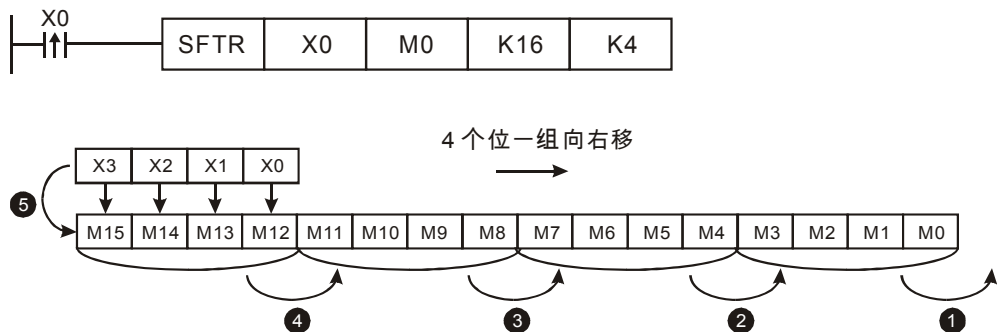 X0
SFTR X0 M0 K16 K4
4个位一组向右移
X3 X2 X1 X0
5
M15 M14 M13 M12 M11 M10 M9 M8 M7 M6 M5 M4 M3 M2 M1 M0
4 3 2 1